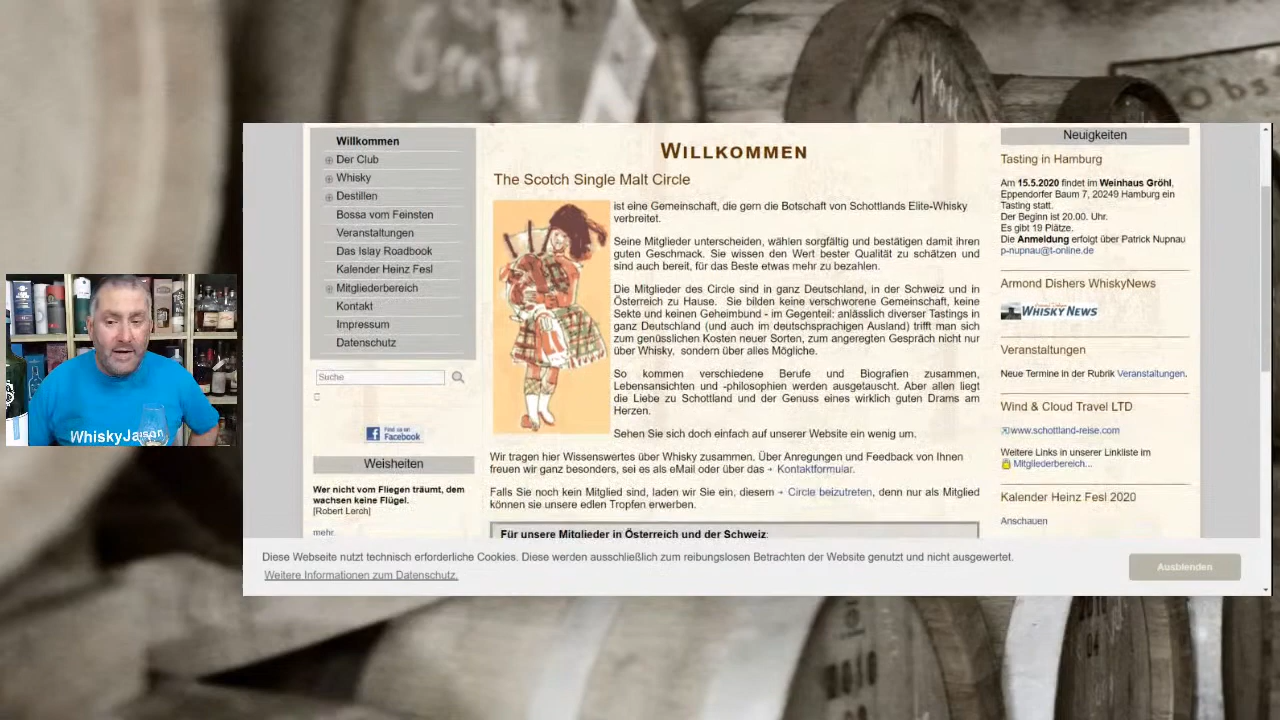 Willkommen
Der Club
Whisky
Destillen
Bossa vom Feinsten
Veranstaltungen
Das Islay Roadbook
Kalender Heinz Fesl
Mitgliederbereich
Kontakt
Impressum
Datenschutz
Suche
Find us on
Facebook
Weisheiten
Wer nicht vom Fliegen träumt, dem
wachsen keine Flügel.
[Robert Lerch]
mehr
WILLKOMMEN
The Scotch Single Malt Circle
ist eine Gemeinschaft, die gern die Botschaft von Schottlands Elite-Whisky
verbreitet.
Seine Mitglieder unterscheiden, wählen sorgfältig und bestätigen damit ihren
guten Geschmack. Sie wissen den Wert bester Qualität zu schätzen und
sind auch bereit, für das Beste etwas mehr zu bezahlen.
Die Mitglieder des Circle sind in ganz Deutschland, in der Schweiz und in
Österreich zu Hause. Sie bilden keine verschworene Gemeinschaft, keine
Sekte und keinen Geheimbund - im Gegenteil: anlässlich diverser Tastings in
ganz Deutschland (und auch im deutschsprachigen Ausland) trifft man sich
zum genüsslichen Kosten neuer Sorten, zum angeregten Gespräch nicht nur
über Whisky, sondern über alles Mögliche.
So kommen verschiedene Berufe und Biografien zusammen,
Lebensansichten und -philosophien werden ausgetauscht. Aber allen liegt
die Liebe zu Schottland und der Genuss eines wirklich guten Drams am
Herzen.
Sehen Sie sich doch einfach auf unserer Website ein wenig um.
Wir tragen hier Wissenswertes über Whisky zusammen. Über Anregungen und Feedback von Ihnen
freuen wir ganz besonders, sei es als eMail oder über das Kontaktformular.
Falls Sie noch kein Mitglied sind, laden wir Sie ein, diesem Circle beizutreten, denn nur als Mitglied
können sie unsere edlen Tropfen erwerben.
Für unsere Mitglieder in Österreich und der Schweiz:
Neuigkeiten
Tasting in Hamburg
Am 15.5.2020 findet im Weinhaus Gröhl,
Eppendorfer Baum 7, 20249 Hamburg ein
Tasting statt.
Der Beginn ist 20.00. Uhr.
Es gibt 19 Plätze.
Die Anmeldung erfolgt über Patrick Nupnau
p-nupnau@t-online.de
Armond Dishers WhiskyNews
WHISKY NEWS
Veranstaltungen
Neue Termine in der Rubrik Veranstaltungen.
Wind & Cloud Travel LTD
www.schottland-reise.com
Weitere Links in unserer Linkliste im
Mitgliederbereich...
Kalender Heinz Fesl 2020
Anschauen
Diese Webseite nutzt technisch erforderliche Cookies. Diese werden ausschließlich zum reibungslosen Betrachten der Website genutzt und nicht ausgewertet.
Weitere Informationen zum Datenschutz.
Ausblenden
WhiskyJason